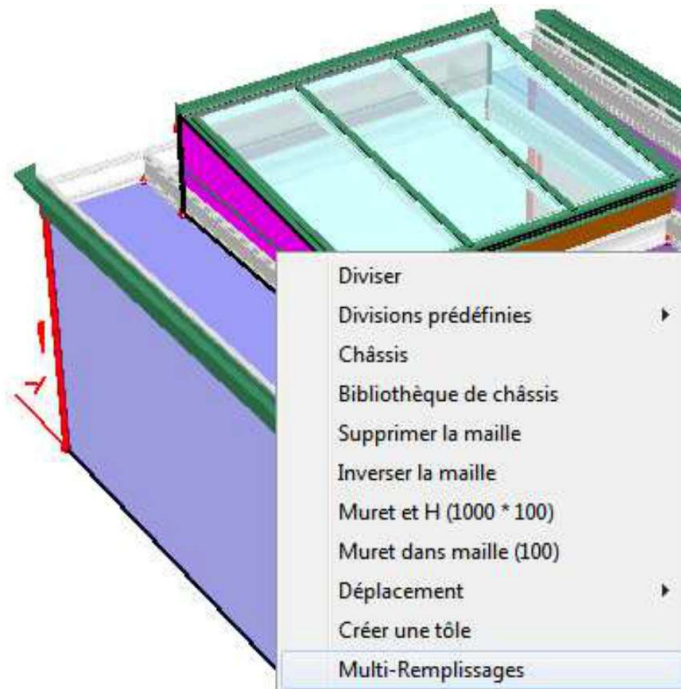 Diviser
Divisions prédéfinies
Châssis
Bibliothèque de châssis
Supprimer la maille
Inverser la maille
Muret et H (1000 * 100)
Muret dans maille (100)
Déplacement
Créer une tôle
Multi-Remplissages